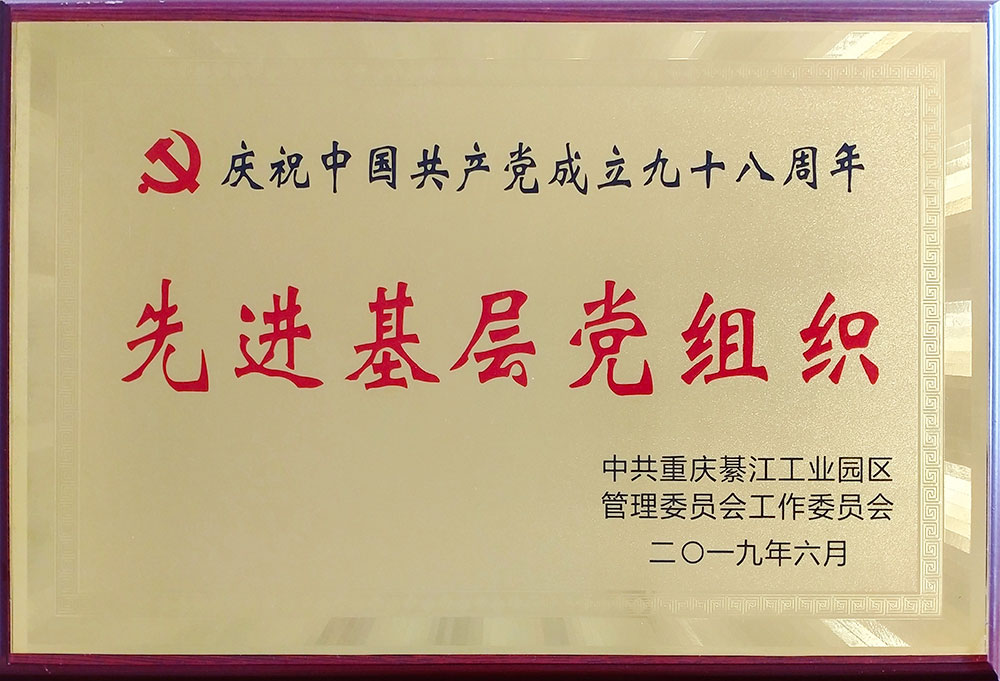 庆祝中国共产党成立九十八周年
先进基层党组织
中共重庆綦江工业园区
管理委员会工作委员会
二〇一九年六月